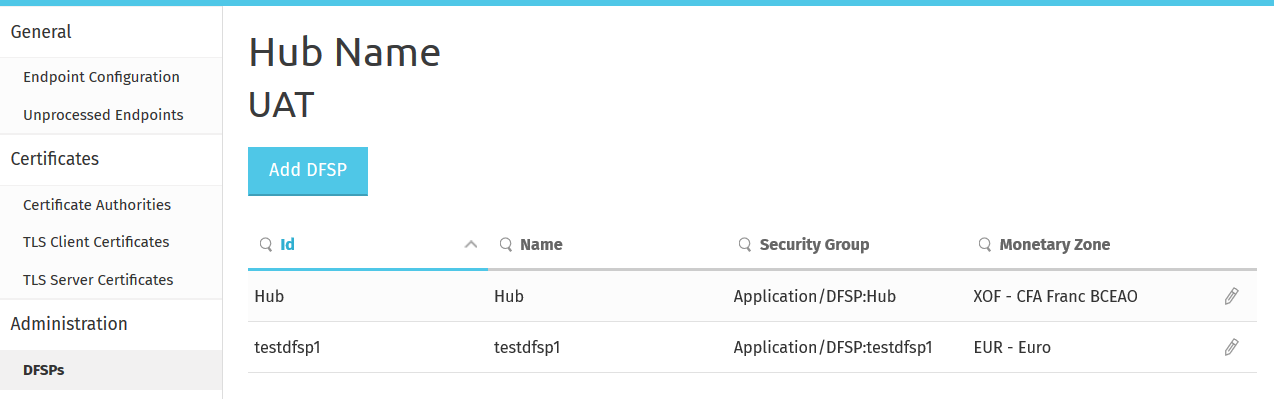 General
Endpoint Configuration
Unprocessed Endpoints
Certificates
Certificate Authorities
TLS Client Certificates
TLS Server Certificates
Administration
DFSPs
Hub Name
UAT
Add DFSP
Id Name Security Group Monetary Zone
Hub Hub Application/DFSP:Hub XOF - CFA Franc BCEAO
testdfsp1 testdfsp1 Application/DFSP:testdfsp1 EUR - Euro